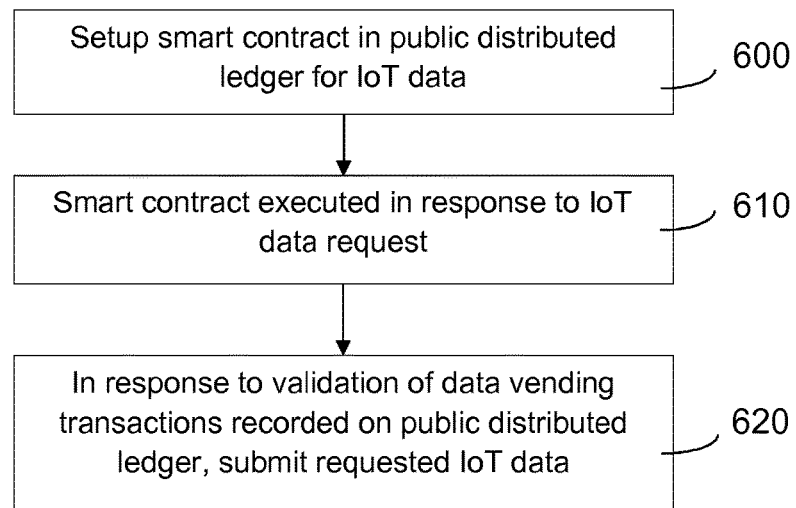 Setup smart contract in public distributed
ledger for IoT data
600
Smart contract executed in response to IoT
data request
610
In response to validation of data vending
transactions recorded on public distributed
ledger, submit requested IoT data
620